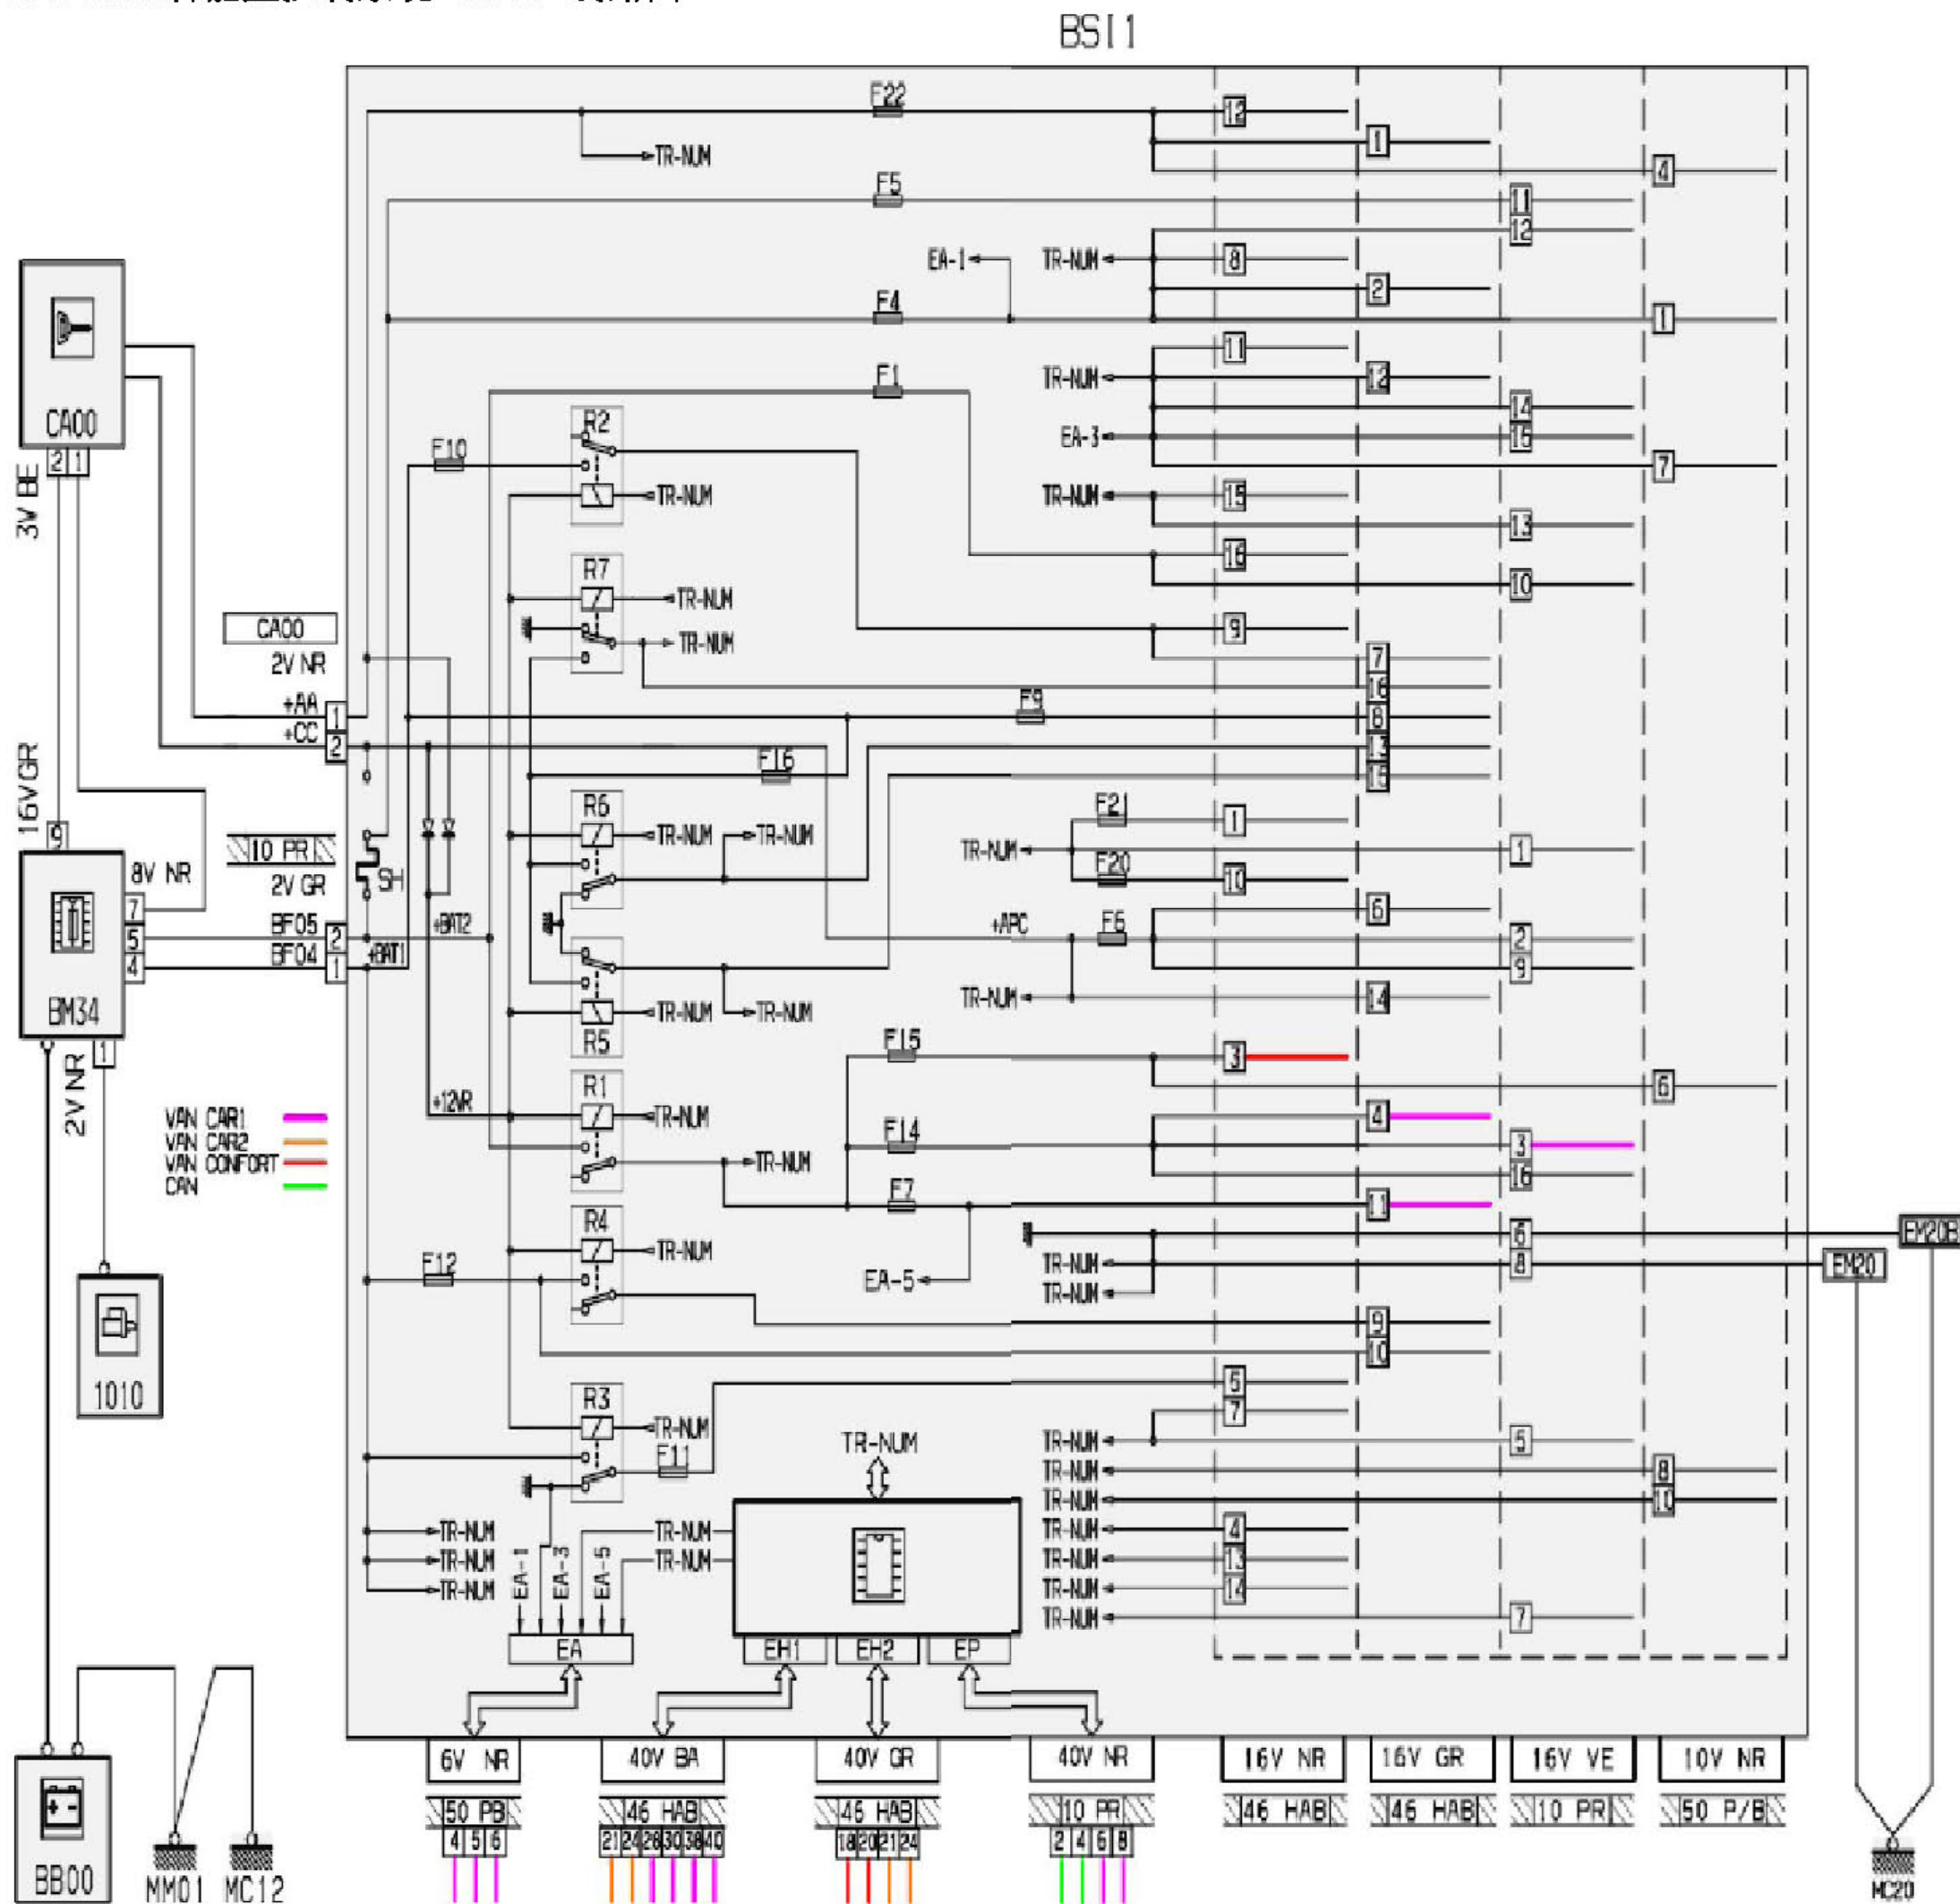 BSI1
F22
12
TR-NUM
1
4
F5
11
12
EA-1
TR-NUM
8
2
F4
1
11
F1
TR-NUM
12
14
R2
CA00
EA-3
15
F10
7
2 1
3V BE
TR-NUM
TR-NUM
15
13
16
R7
10
TR-NUM
CA00
9
TR-NUM
2V NR
7
16
+AA
1
F9
8
+CC
2
13
F16
15
16V GR
R6
F21
1
9
TR-NUM
TR-NUM
10 PR
TR-NUM
1
8V NR
2V GR
SH
F20
10
7
6
BF05
+BAT2
+APC
F6
5
2
2
BF04
+BAT1
4
1
9
BM34
TR-NUM
14
TR-NUM
TR-NUM
R5
F15
1
3
2V NR
R1
6
+12VR
VAN CAR1
TR-NUM
4
VAN CAR2
F14
3
VAN CONFORT
TR-NUM
16
CAN
F7
11
R4
6
EM20B
F12
TR-NUM
TR-NUM
8
EM20
EA-5
TR-NUM
9
10
1010
5
R3
7
TR-NUM
TR-NUM
TR-NUM
5
F11
TR-NUM
8
TR-NUM
10
TR-NUM
TR-NUM
TR-NUM
4
TR-NUM
TR-NUM
TR-NUM
13
TR-NUM
EA-1
EA-3
EA-5
TR-NUM
14
TR-NUM
7
EA
EH1
EH2
EP
6V NR
40V BA
40V GR
40V NR
16V NR
16V GR
16V VE
10V NR
50 PB
46 HAB
46 HAB
10 PR
46 HAB
46 HAB
10 PR
50 P/B
4 5 6
21 24 28 30 38 40
18 20 21 24
2 4 6 8
BB00
MM01
MC12
MC20